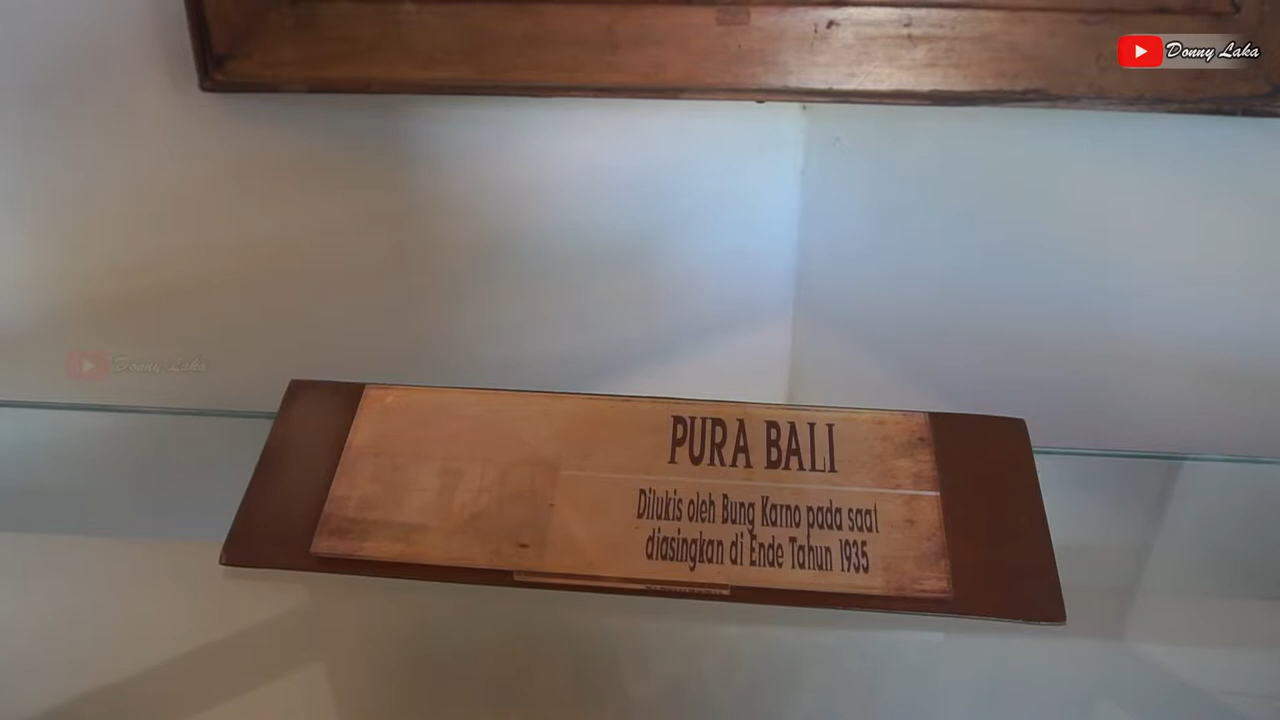 Donny Laka
Donny Laka
PURA BALI
Dilukis oleh Bung Karno pada saat
diasingkan di Ende Tahun 1935